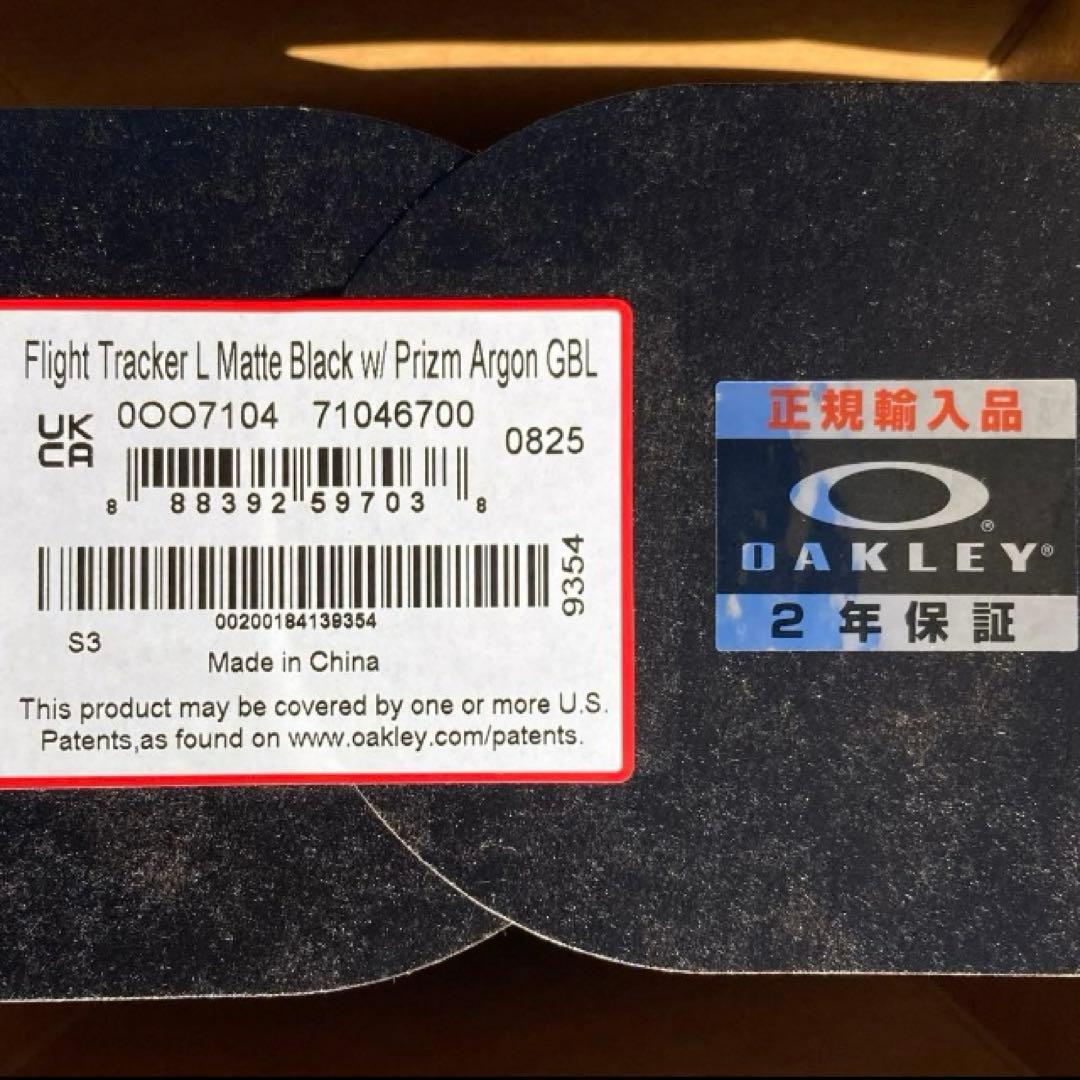 Flight Tracker L Matte Black w/ Prizm Argon GBL
UK
CA
0OO7104 71046700
0825
8 88392 59703 8
9354
00200184139354
S3
Made in China
This product may be covered by one or more U.S.
Patents,as found on www.oakley.com/patents.
正規輸入品
®
OAKLEY®
2年保証